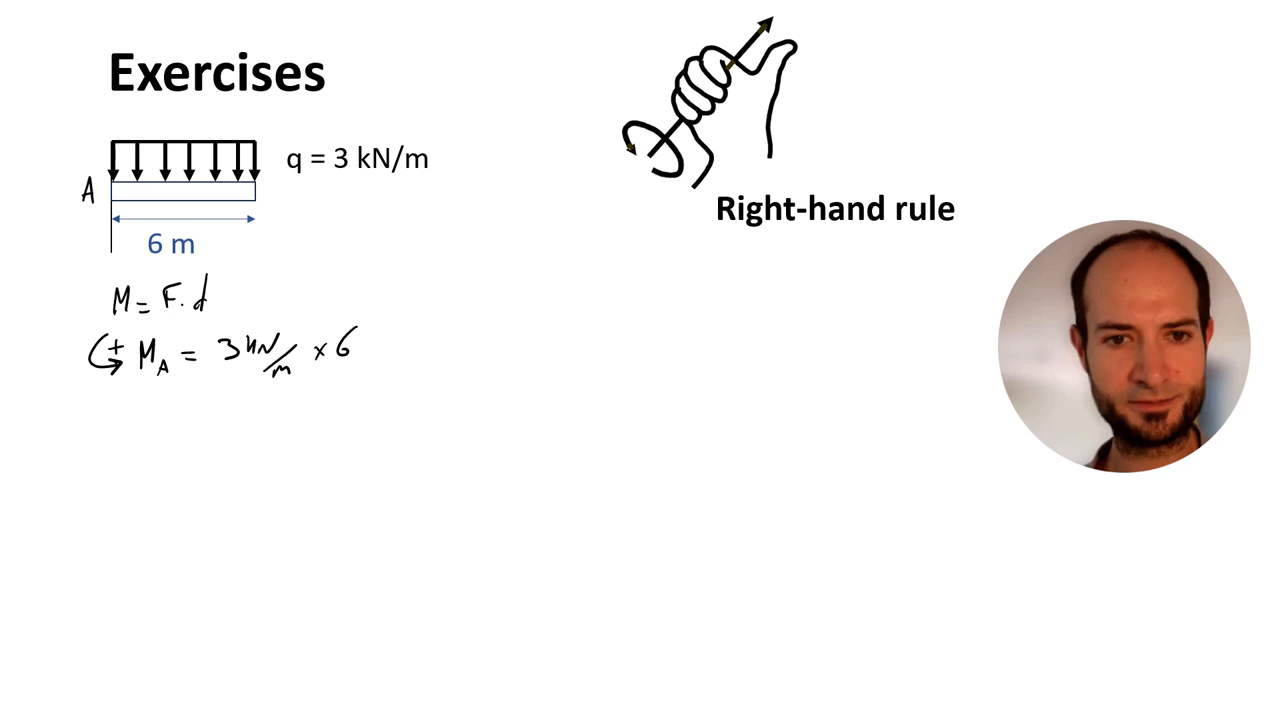 Exercises
q = 3 kN/m
A
6 m
M = F. d
+ MA = 3 kN/m × 6
Right-hand rule